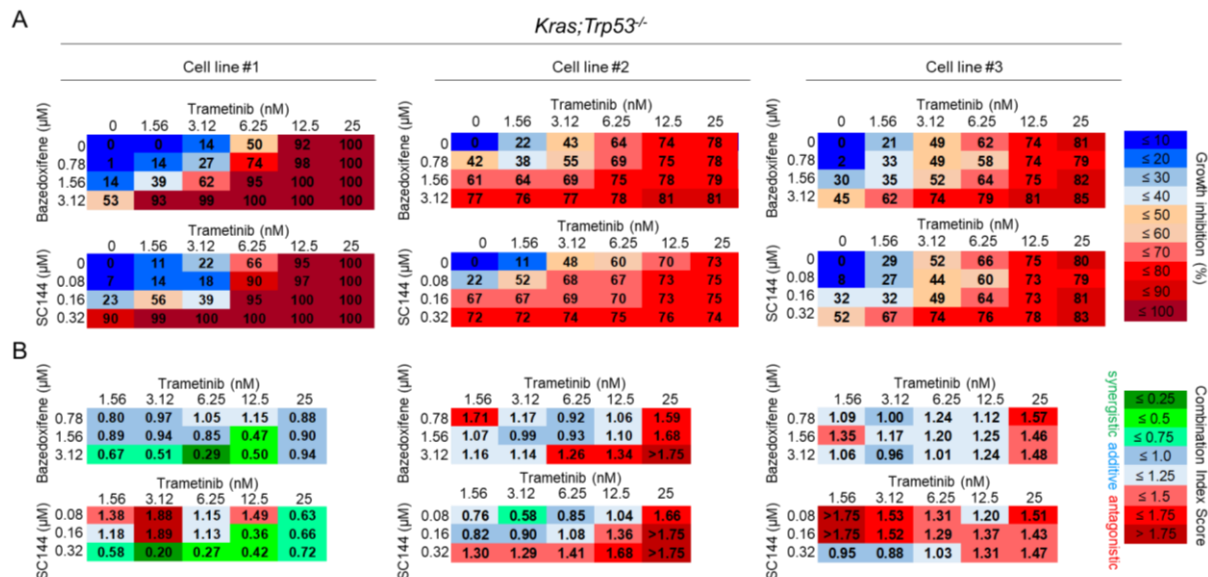 A
Kras;Trp53-/-
Cell line #1
Cell line #2
Cell line #3
Trametinib (nM)
0 1.56 3.12 6.25 12.5 25
Bazedoxifene (µM)
0 0 0 14 50 92 100
0.78 1 14 27 74 98 100
1.56 14 39 62 95 100 100
3.12 53 93 99 100 100 100
Trametinib (nM)
0 1.56 3.12 6.25 12.5 25
Bazedoxifene (µM)
0 0 22 43 64 74 78
0.78 42 38 55 69 75 78
1.56 61 64 69 75 78 79
3.12 77 76 77 78 81 81
Trametinib (nM)
0 1.56 3.12 6.25 12.5 25
Bazedoxifene (µM)
0 0 21 49 62 74 81
0.78 2 33 49 58 74 79
1.56 30 35 52 64 75 82
3.12 45 62 74 79 81 85
Trametinib (nM)
0 1.56 3.12 6.25 12.5 25
SC144 (µM)
0 0 11 22 66 95 100
0.08 7 14 18 90 97 100
0.16 23 56 39 95 100 100
0.32 90 99 100 100 100 100
Trametinib (nM)
0 1.56 3.12 6.25 12.5 25
SC144 (µM)
0 0 11 48 60 70 73
0.08 22 52 68 67 73 75
0.16 67 67 69 70 73 75
0.32 72 72 74 75 76 74
Trametinib (nM)
0 1.56 3.12 6.25 12.5 25
SC144 (µM)
0 0 29 52 66 75 80
0.08 8 27 44 60 73 79
0.16 32 32 49 64 73 81
0.32 52 67 74 76 78 83
≤ 10
≤ 20
≤ 30
≤ 40
≤ 50
≤ 60
≤ 70
≤ 80
≤ 90
≤ 100
Growth inhibition (%)
B
Trametinib (nM)
1.56 3.12 6.25 12.5 25
Bazedoxifene (µM)
0.78 0.80 0.97 1.05 1.15 0.88
1.56 0.89 0.94 0.85 0.47 0.90
3.12 0.67 0.51 0.29 0.50 0.94
Trametinib (nM)
1.56 3.12 6.25 12.5 25
Bazedoxifene (µM)
0.78 1.71 1.17 0.92 1.06 1.59
1.56 1.07 0.99 0.93 1.10 1.68
3.12 1.16 1.14 1.26 1.34 >1.75
Trametinib (nM)
1.56 3.12 6.25 12.5 25
Bazedoxifene (µM)
0.78 1.09 1.00 1.24 1.12 1.57
1.56 1.35 1.17 1.20 1.25 1.46
3.12 1.06 0.96 1.01 1.24 1.48
Trametinib (nM)
1.56 3.12 6.25 12.5 25
SC144 (µM)
0.08 1.38 1.88 1.15 1.49 0.63
0.16 1.18 1.89 1.13 0.36 0.66
0.32 0.58 0.20 0.27 0.42 0.72
Trametinib (nM)
1.56 3.12 6.25 12.5 25
SC144 (µM)
0.08 0.76 0.58 0.85 1.04 1.66
0.16 0.82 0.90 1.08 1.36 >1.75
0.32 1.30 1.29 1.41 1.68 >1.75
Trametinib (nM)
1.56 3.12 6.25 12.5 25
SC144 (µM)
0.08 >1.75 1.53 1.31 1.20 1.51
0.16 >1.75 1.52 1.29 1.37 1.43
0.32 0.95 0.88 1.03 1.31 1.47
synergistic additive antagonistic
≤ 0.25
≤ 0.5
≤ 0.75
≤ 1.0
≤ 1.25
≤ 1.5
≤ 1.75
> 1.75
Combination Index Score